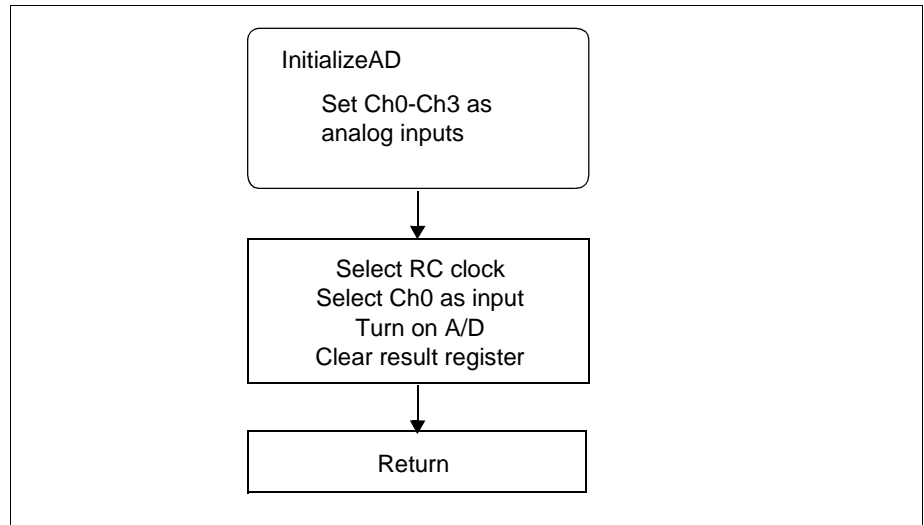 InitializeAD
Set Ch0-Ch3 as
analog inputs
Select RC clock
Select Ch0 as input
Turn on A/D
Clear result register
Return